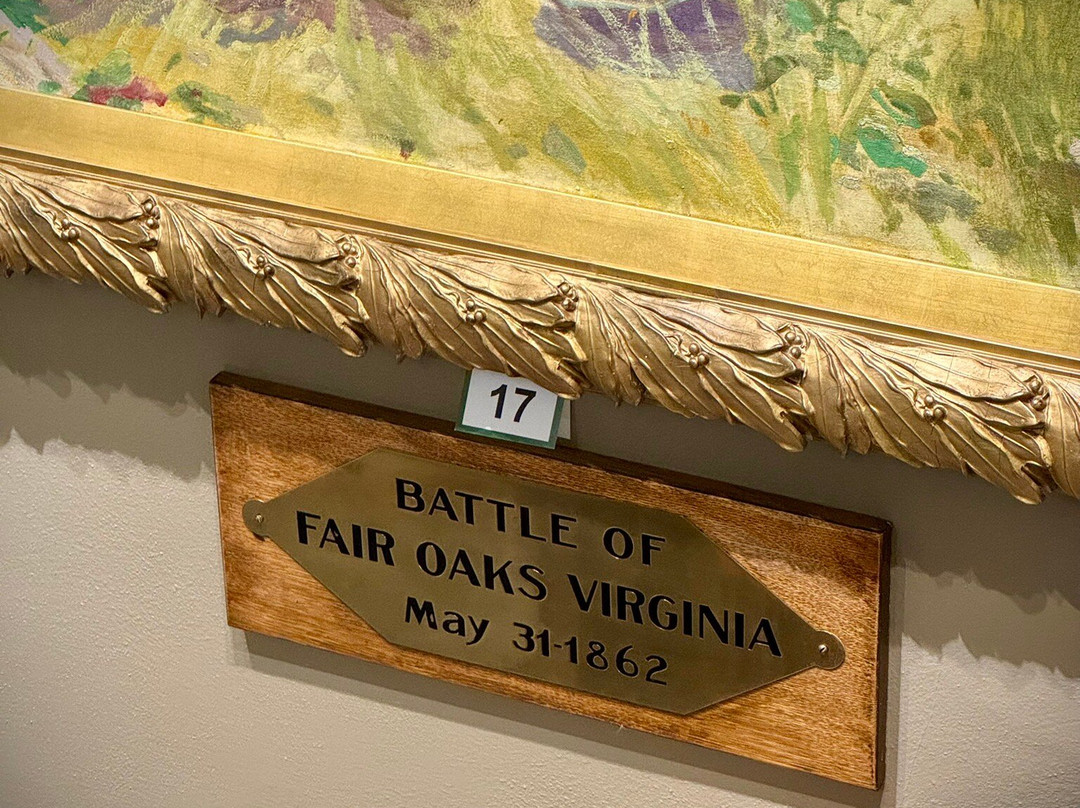 17
BATTLE OF
FAIR OAKS VIRGINIA
May 31-1862